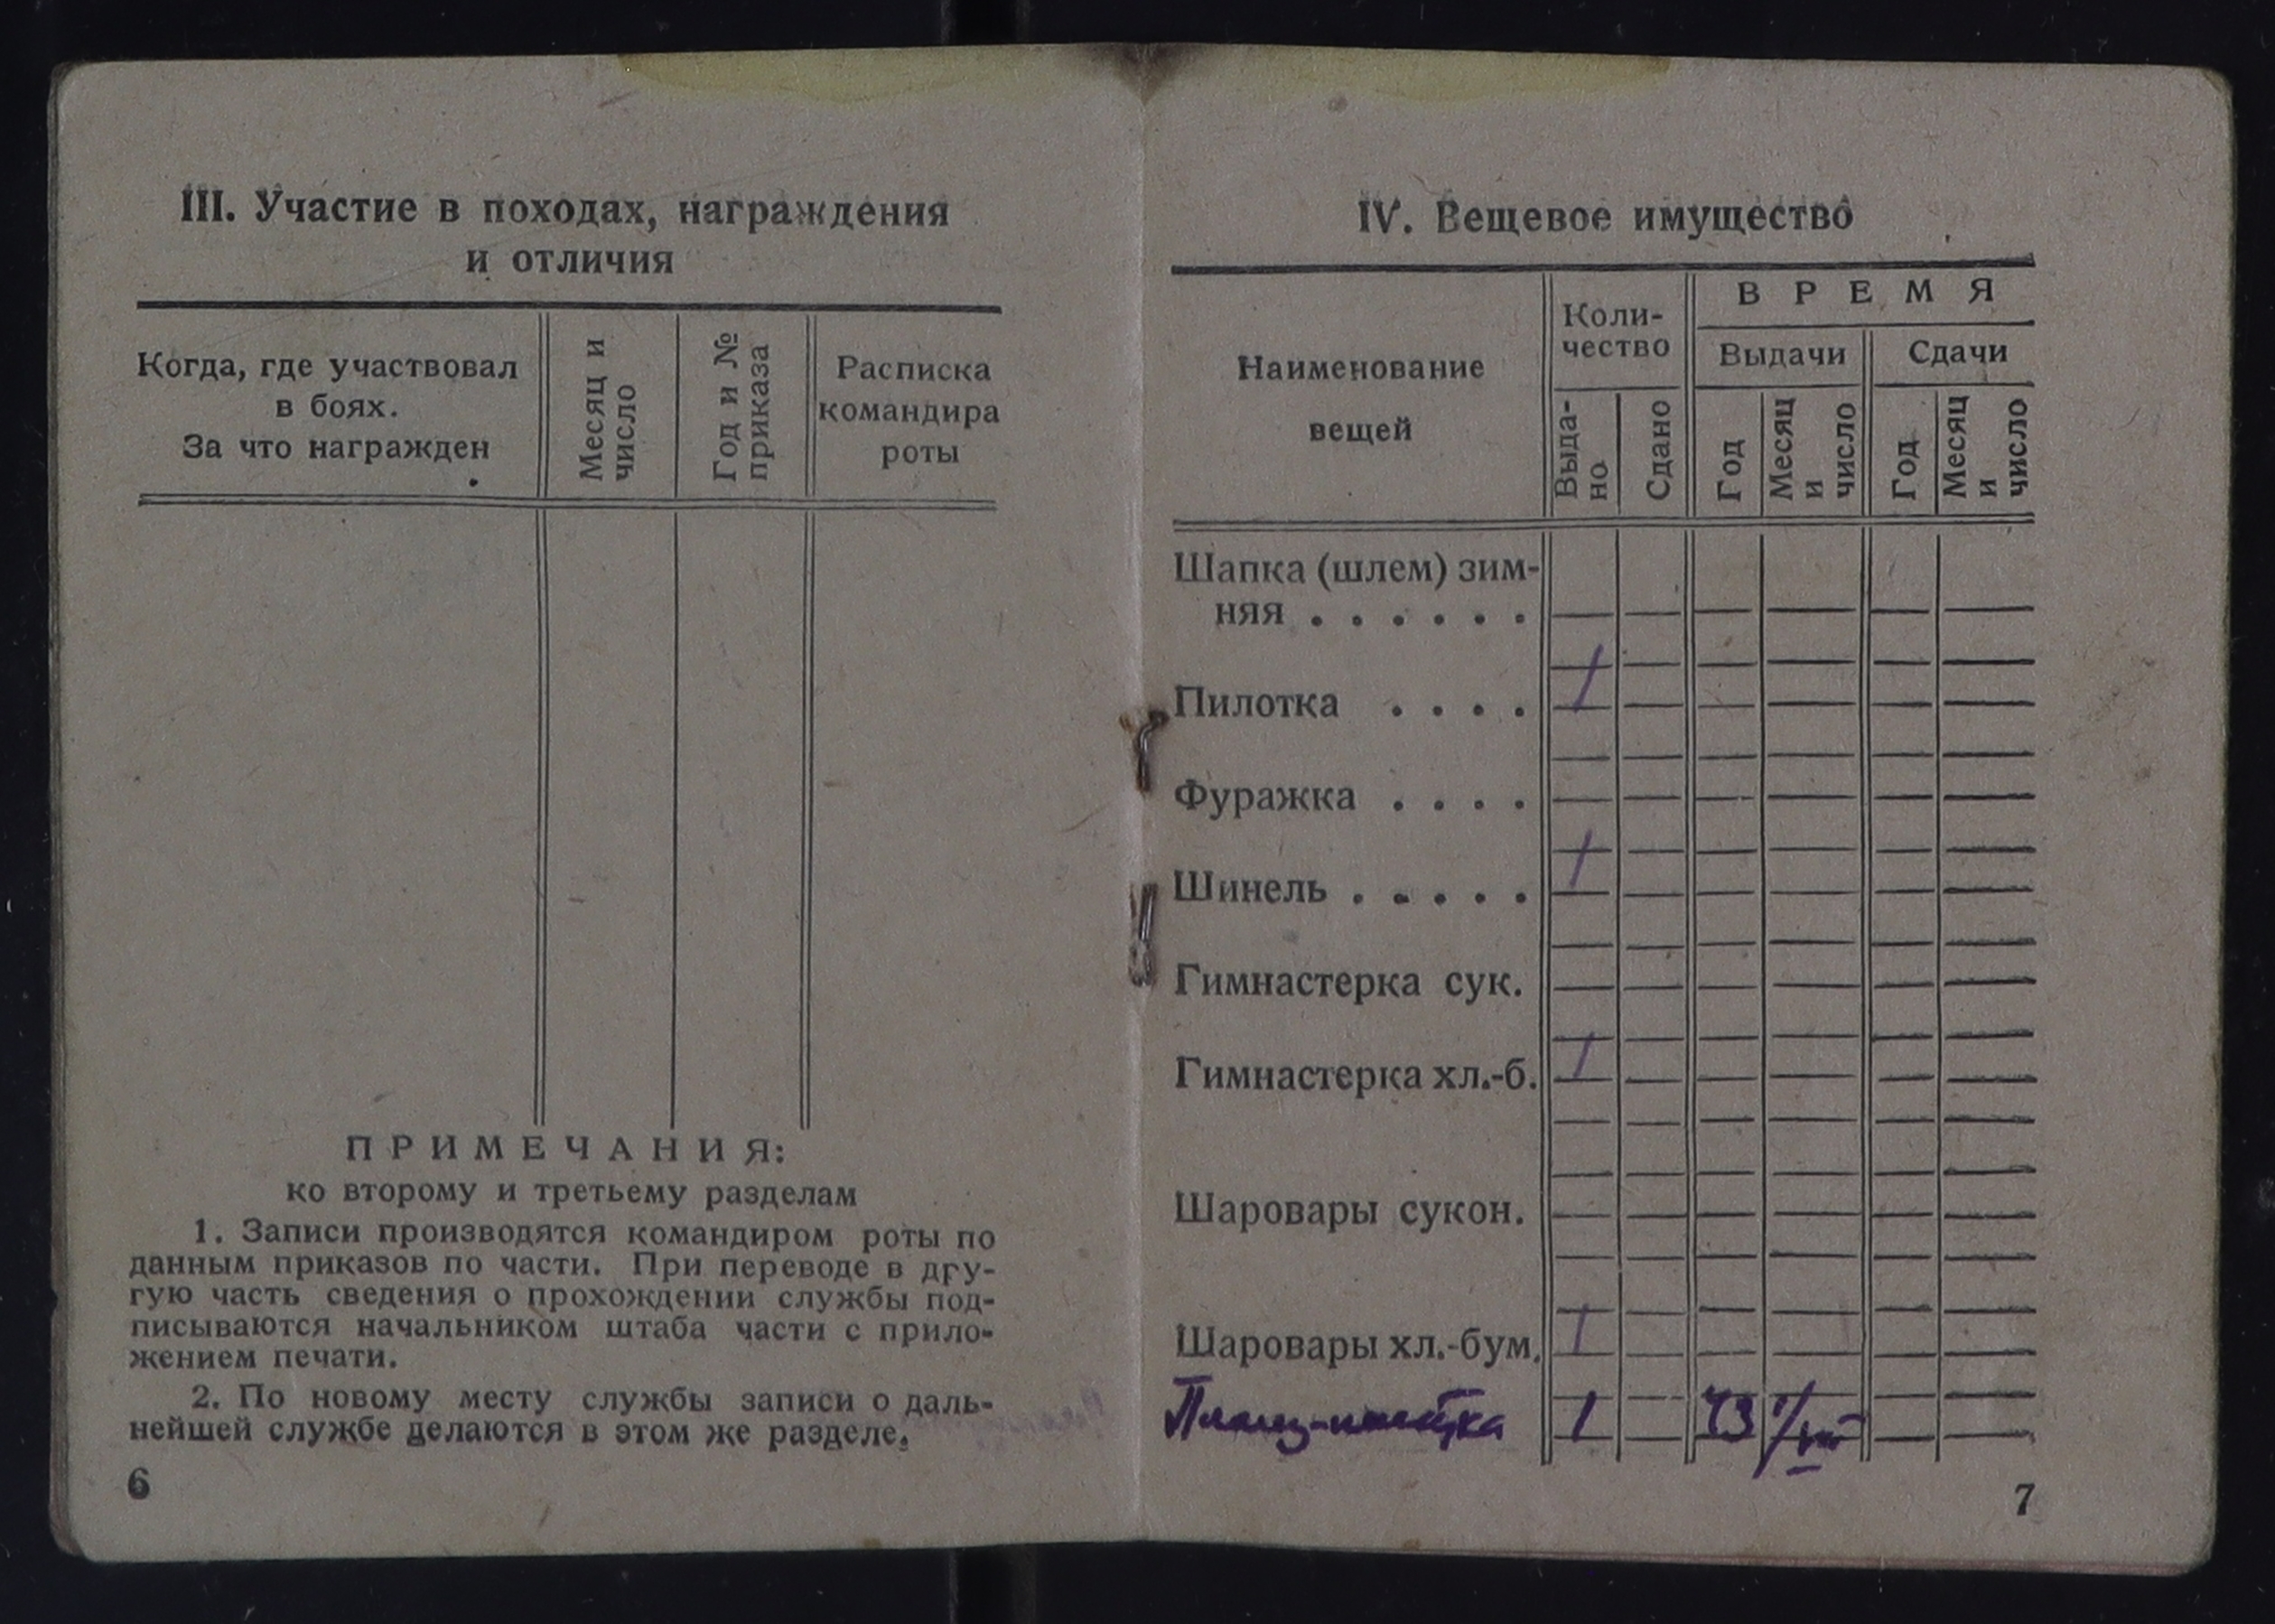 III. Участие в походах, награждения
и отличия
Когда, где участвовал
в боях.
За что награжден
Месяц и
число
Год и №
приказа
Расписка
командира
роты
ПРИМЕЧАНИЯ:
ко второму и третьему разделам
1. Записи производятся командиром роты по
данным приказов по части. При переводе в дру-
гую часть сведения о прохождении службы под-
писываются начальником штаба части с прило-
жением печати.
2. По новому месту службы записи о даль-
нейшей службе делаются в этом же разделе.
6
IV. Вещевое имущество
Наименование
вещей
Коли-
чество
ВРЕМЯ
Выдачи
Сдачи
Выда-
но
Сдано
Год
Месяц
и
число
Год
Месяц
и
число
Шапка (шлем) зим-
няя . . . . . .
Пилотка . . . . 1
Фуражка . . . .
Шинель . . . . . 1
Гимнастерка сук.
Гимнастерка хл.-б. 1
Шаровары сукон.
Шаровары хл.-бум. 1
Плащ-палатка 1 43 1/VIII
7